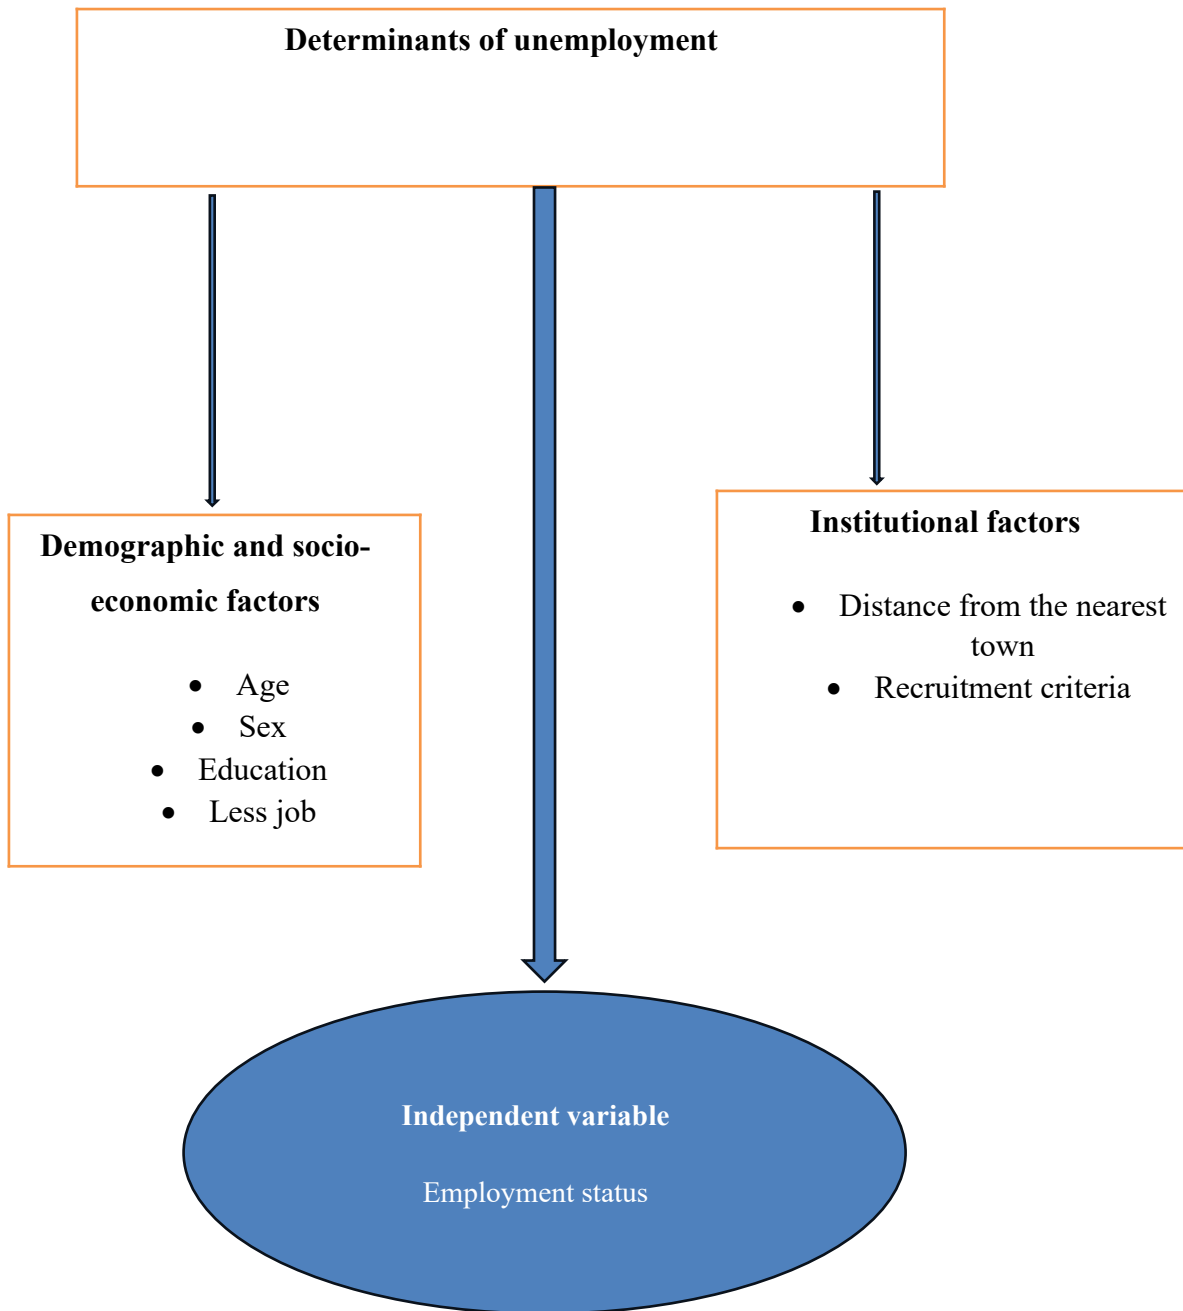 Determinants of unemployment
Demographic and socio-
economic factors
• Age
• Sex
• Education
• Less job
Institutional factors
• Distance from the nearest
town
• Recruitment criteria
Independent variable
Employment status